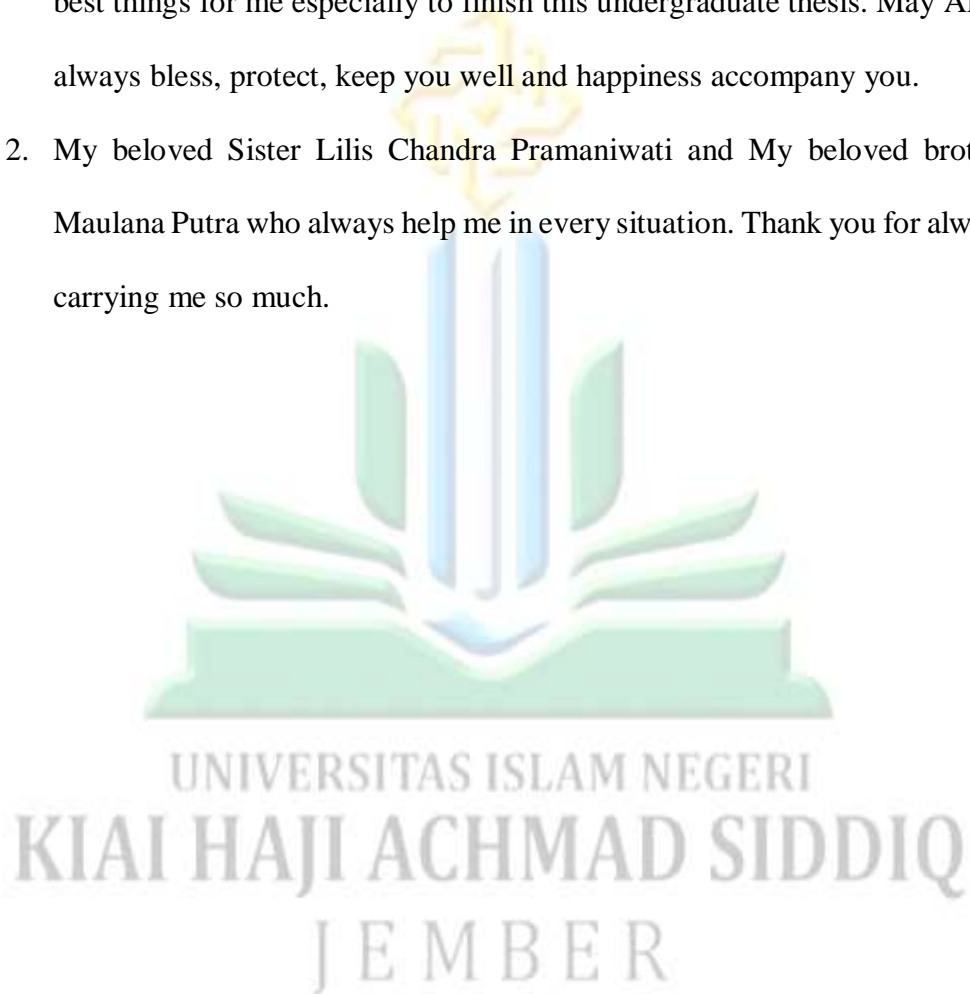 best things for me especially to finish this undergraduate thesis. May
always bless, protect, keep you well and happiness accompany you.
2. My beloved Sister Lilis Chandra Pramaniwati and My beloved
Maulana Putra who always help me in every situation. Thank you for
carrying me so much.
UNIVERSITAS ISLAM NEGERI
KIAI HAJI ACHMAD SIDDIQ
JEMBER